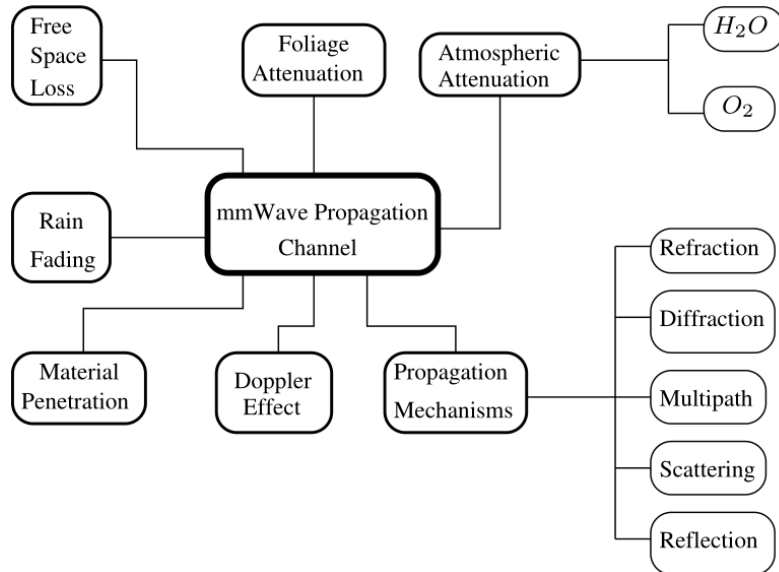 Free
Space
Loss
Foliage
Attenuation
Atmospheric
Attenuation
H₂O
O₂
Rain
Fading
mmWave Propagation
Channel
Material
Penetration
Doppler
Effect
Propagation
Mechanisms
Refraction
Diffraction
Multipath
Scattering
Reflection